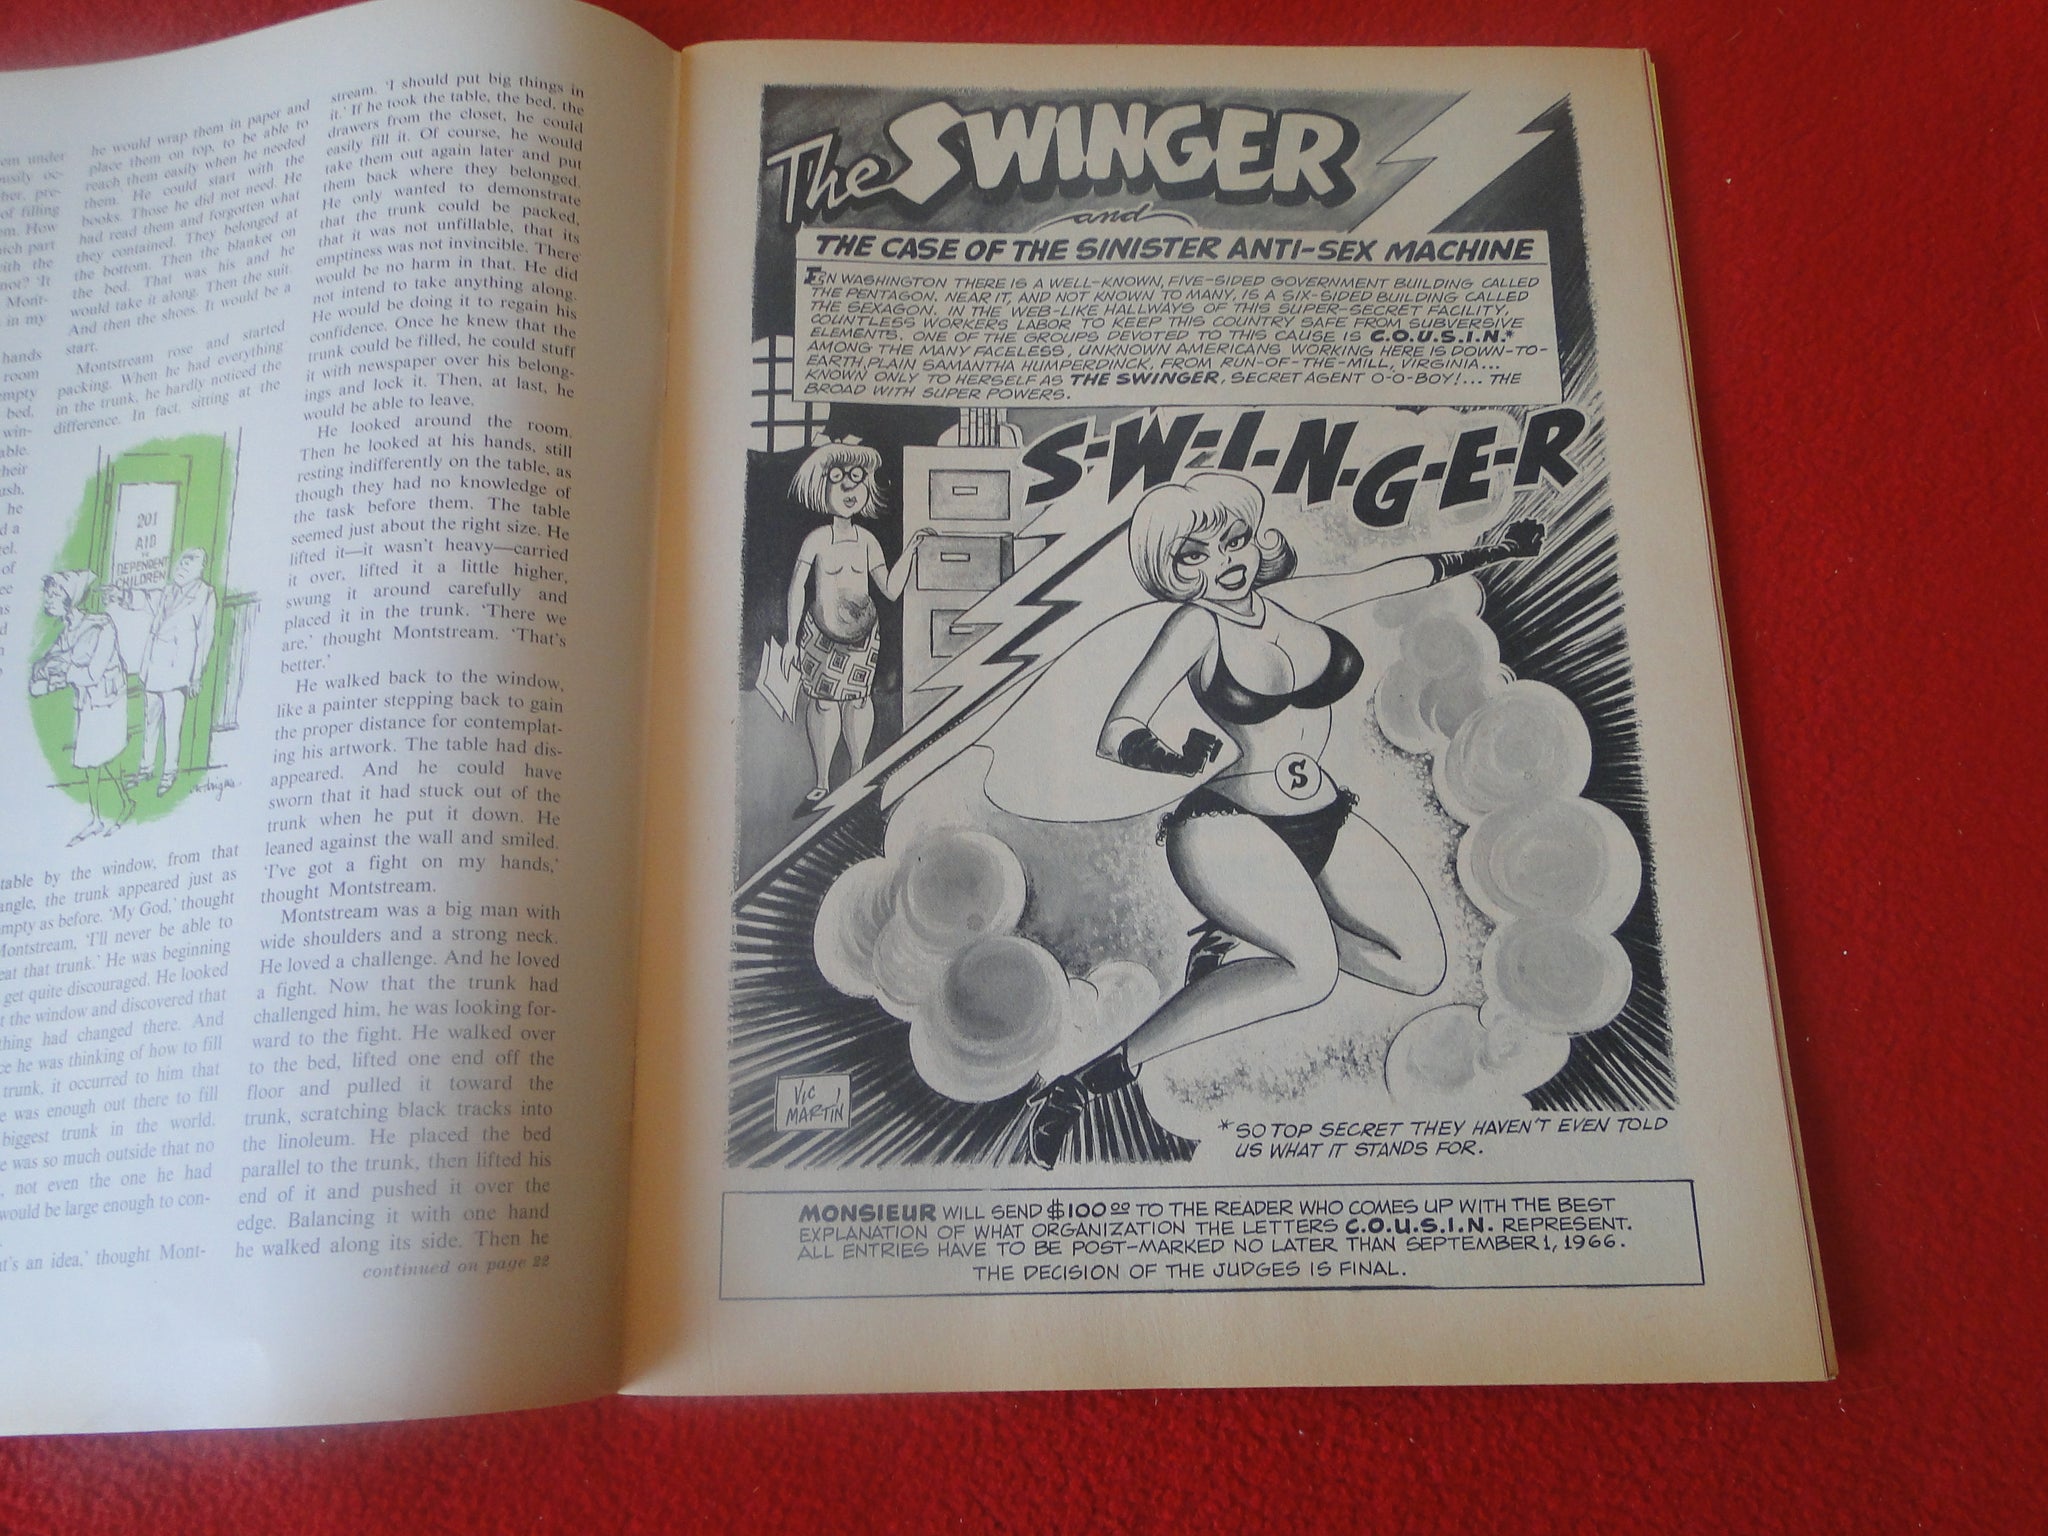 em under
ously oc-
her, pre-
of filling
em. How
hich part
with the
not? 'It
Mont-
in my
hands
room
empty
bed,
win-
able.
their
ush,
he
d a
el.
of
he would wrap them in paper and
place them on top, to be able to
reach them easily when he needed
them. He could start with the
books. Those he did not need. He
had read them and forgotten what
they contained. They belonged at
the bottom. Then the blanket on
the bed. That was his and he
would take it along. Then the suit.
And then the shoes. It would be a
start.
Montstream rose and started
packing. When he had everything
in the trunk, he hardly noticed the
difference. In fact, sitting at the
201
AID
TO
DEPENDENT
CHILDREN
table by the window, from that
angle, the trunk appeared just as
empty as before. 'My God,' thought
Montstream, 'I'll never be able to
eat that trunk.' He was beginning
get quite discouraged. He looked
t the window and discovered that
thing had changed there. And
ce he was thinking of how to fill
trunk, it occurred to him that
e was enough out there to fill
biggest trunk in the world.
e was so much outside that no
, not even the one he had
would be large enough to con-
t's an idea,' thought Mont-
stream. 'I should put big things in
it.' If he took the table, the bed, the
drawers from the closet, he could
easily fill it. Of course, he would
take them out again later and put
them back where they belonged.
He only wanted to demonstrate
that the trunk could be packed,
that it was not unfillable, that its
emptiness was not invincible. There
would be no harm in that. He did
not intend to take anything along.
He would be doing it to regain his
confidence. Once he knew that the
trunk could be filled, he could stuff
it with newspaper over his belong-
ings and lock it. Then, at last, he
would be able to leave.
He looked around the room.
Then he looked at his hands, still
resting indifferently on the table, as
though they had no knowledge of
the task before them. The table
seemed just about the right size. He
lifted it—it wasn't heavy—carried
it over, lifted it a little higher,
swung it around carefully and
placed it in the trunk. 'There we
are,' thought Montstream. 'That's
better.'
He walked back to the window,
like a painter stepping back to gain
the proper distance for contemplat-
ing his artwork. The table had dis-
appeared. And he could have
sworn that it had stuck out of the
trunk when he put it down. He
leaned against the wall and smiled.
'I've got a fight on my hands,'
thought Montstream.
Montstream was a big man with
wide shoulders and a strong neck.
He loved a challenge. And he loved
a fight. Now that the trunk had
challenged him, he was looking for-
ward to the fight. He walked over
to the bed, lifted one end off the
floor and pulled it toward the
trunk, scratching black tracks into
the linoleum. He placed the bed
parallel to the trunk, then lifted his
end of it and pushed it over the
edge. Balancing it with one hand
he walked along its side. Then he
continued on page 22
The SWINGER
and
THE CASE OF THE SINISTER ANTI-SEX MACHINE
IN WASHINGTON THERE IS A WELL-KNOWN, FIVE-SIDED GOVERNMENT BUILDING CALLED
THE PENTAGON. NEAR IT, AND NOT KNOWN TO MANY, IS A SIX-SIDED BUILDING CALLED
THE SEXAGON. IN THE WEB-LIKE HALLWAYS OF THIS SUPER-SECRET FACILITY,
COUNTLESS WORKERS LABOR TO KEEP THIS COUNTRY SAFE FROM SUBVERSIVE
ELEMENTS. ONE OF THE GROUPS DEVOTED TO THIS CAUSE IS C.O.U.S.I.N.*
AMONG THE MANY FACELESS, UNKNOWN AMERICANS WORKING HERE IS DOWN-TO-
EARTH, PLAIN SAMANTHA HUMPERDINCK, FROM RUN-OF-THE-MILL, VIRGINIA...
KNOWN ONLY TO HERSELF AS THE SWINGER, SECRET AGENT O-O-BOY!... THE
BROAD WITH SUPER POWERS.
S-W-I-N-G-E-R
S
VIC
MARTIN
* SO TOP SECRET THEY HAVEN'T EVEN TOLD
US WHAT IT STANDS FOR.
MONSIEUR WILL SEND $100.00 TO THE READER WHO COMES UP WITH THE BEST
EXPLANATION OF WHAT ORGANIZATION THE LETTERS C.O.U.S.I.N. REPRESENT.
ALL ENTRIES HAVE TO BE POST-MARKED NO LATER THAN SEPTEMBER 1, 1966.
THE DECISION OF THE JUDGES IS FINAL.